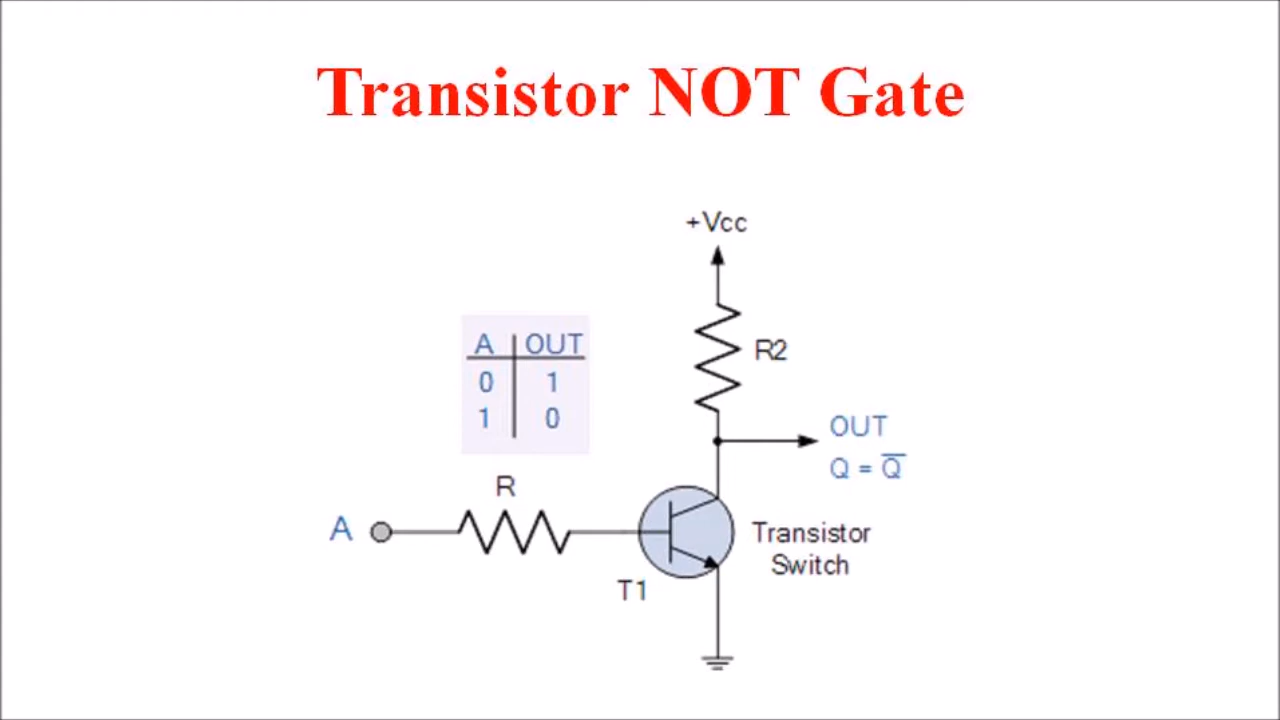 Transistor NOT Gate
+Vcc
A OUT
0 1
1 0
R2
OUT
Q = Q̅
R
A
Transistor
Switch
T1